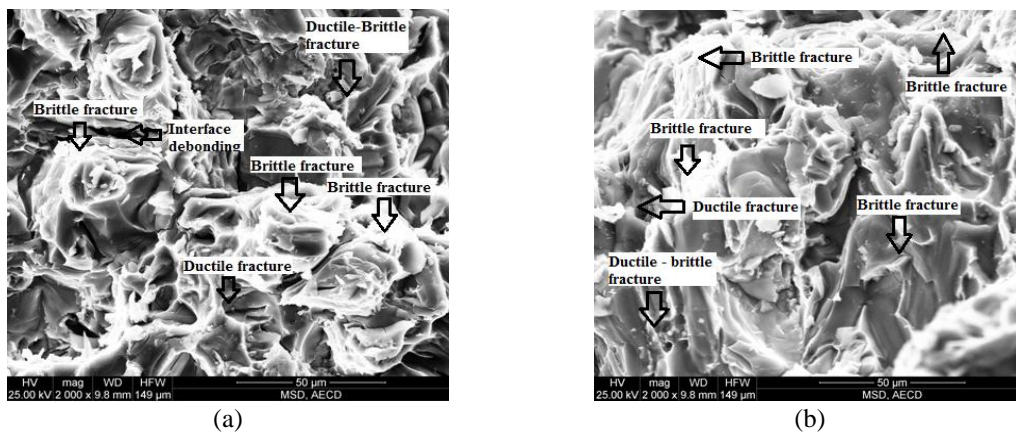 Ductile-Brittle
fracture
Brittle fracture
Interface
debonding
Brittle fracture
Brittle fracture
Ductile fracture
HV mag WD HFW 50 µm
25.00 kV 2 000 x 9.8 mm 149 µm MSD, AECD
(a)
Brittle fracture
Brittle fracture
Brittle fracture
Ductile fracture
Brittle fracture
Ductile - brittle
fracture
HV mag WD HFW 50 µm
25.00 kV 2 000 x 9.8 mm 149 µm MSD, AECD
(b)